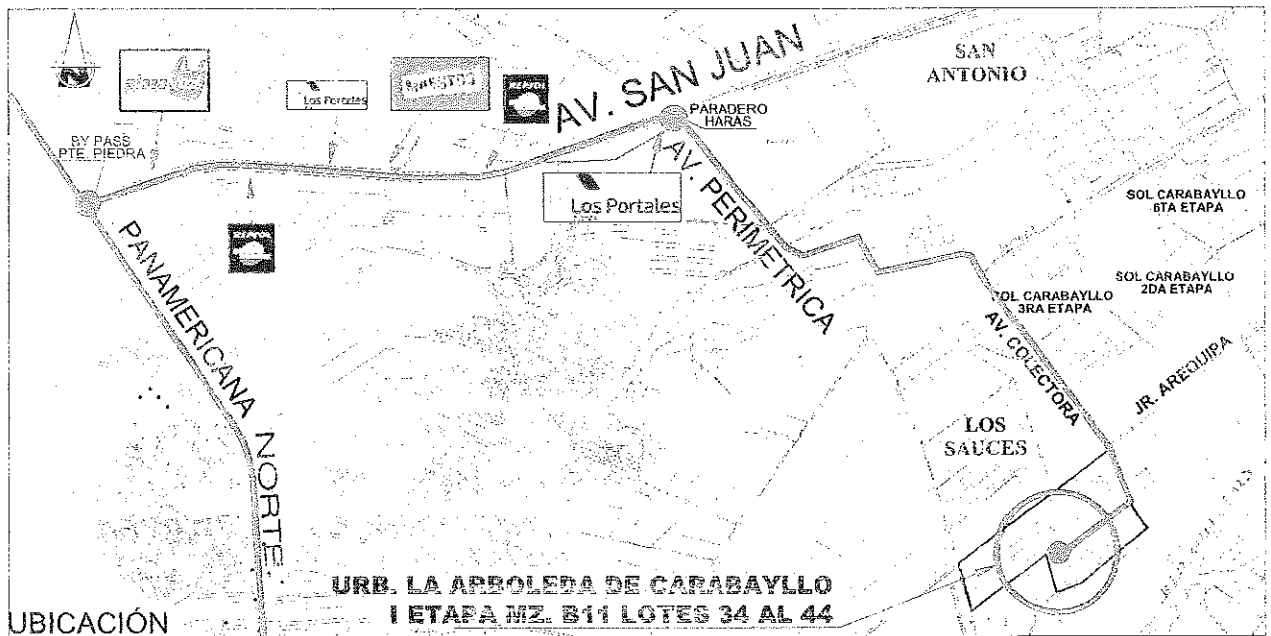 N
plaza
Los Portales
MAESTRO
AV. SAN JUAN
SAN
ANTONIO
PARADERO
HARAS
BY PASS
PTE. PIEDRA
Los Portales
AV. PERIMETRICA
SOL CARABAYLLO
6TA ETAPA
SOL CARABAYLLO
2DA ETAPA
SOL CARABAYLLO
3RA ETAPA
PANAMERICANA NORTE.
AV. COLECTORA
JR. AREQUIPA
LOS
SAUCES
URB. LA ARBOLEDA DE CARABAYLLO
I ETAPA MZ. B11 LOTES 34 AL 44
UBICACIÓN